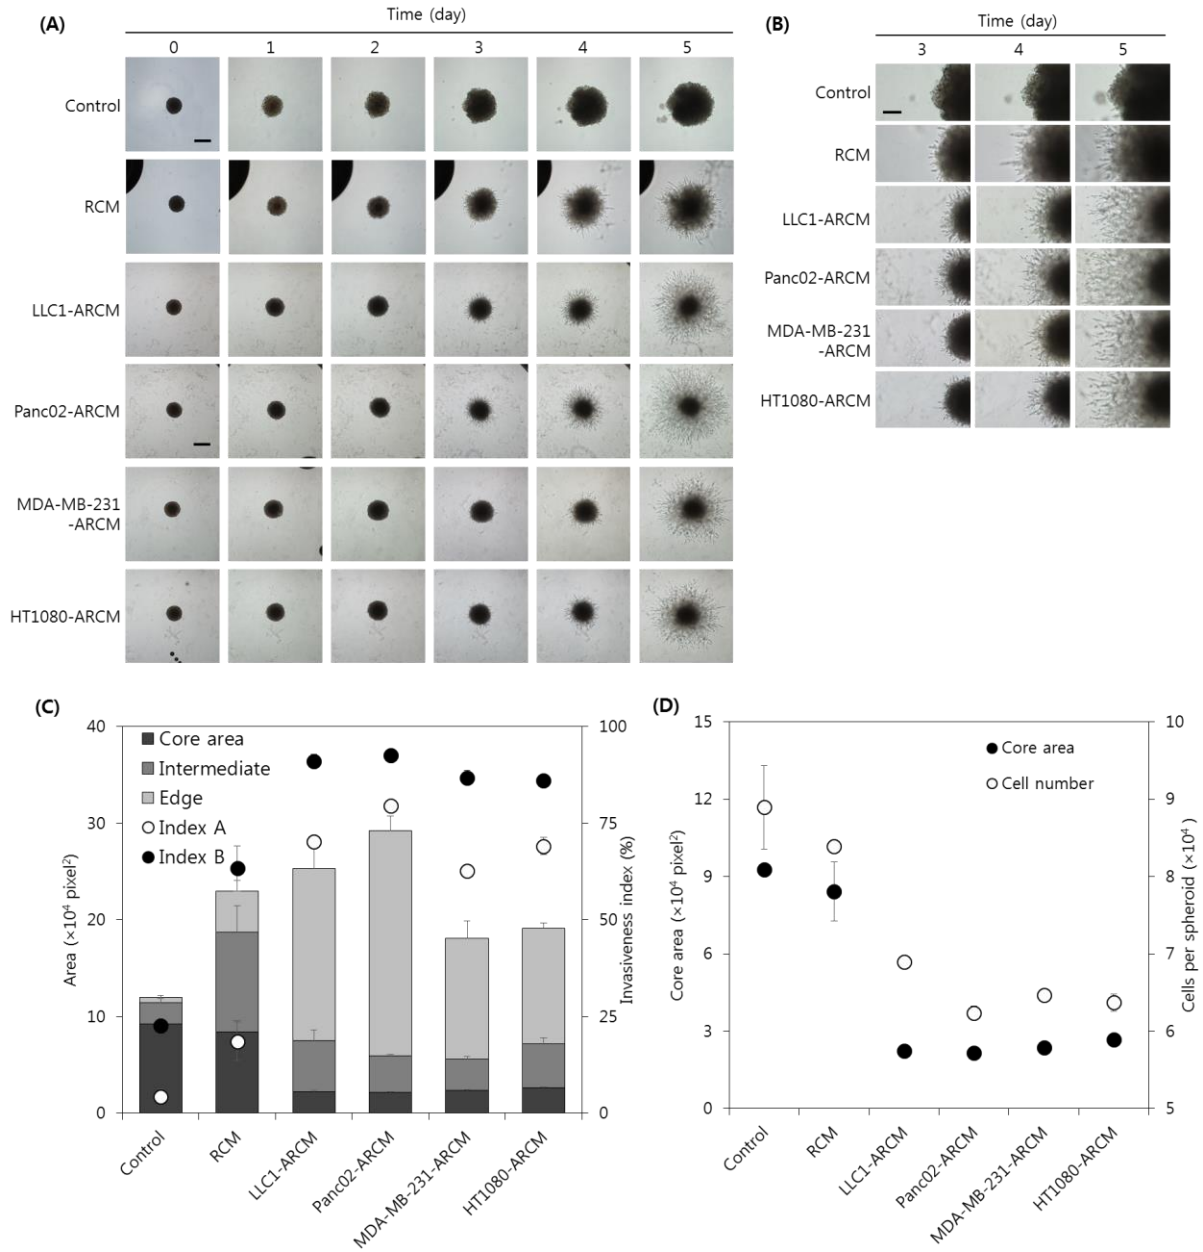 (A)
Time (day)
0 1 2 3 4 5
Control
RCM
LLC1-ARCM
Panc02-ARCM
MDA-MB-231
-ARCM
HT1080-ARCM
(B)
Time (day)
3 4 5
Control
RCM
LLC1-ARCM
Panc02-ARCM
MDA-MB-231
-ARCM
HT1080-ARCM
(C)
Area (×10⁴ pixel²)
40
30
20
10
0
Core area
Intermediate
Edge
Index A
Index B
100
75
50
25
0
Invasiveness index (%)
Control
RCM
LLC1-ARCM
Panc02-ARCM
MDA-MB-231-ARCM
HT1080-ARCM
(D)
Core area (×10⁴ pixel²)
15
12
9
6
3
0
Core area
Cell number
10
9
8
7
6
5
Cells per spheroid (×10⁴ )
Control
RCM
LLC1-ARCM
Panc02-ARCM
MDA-MB-231-ARCM
HT1080-ARCM